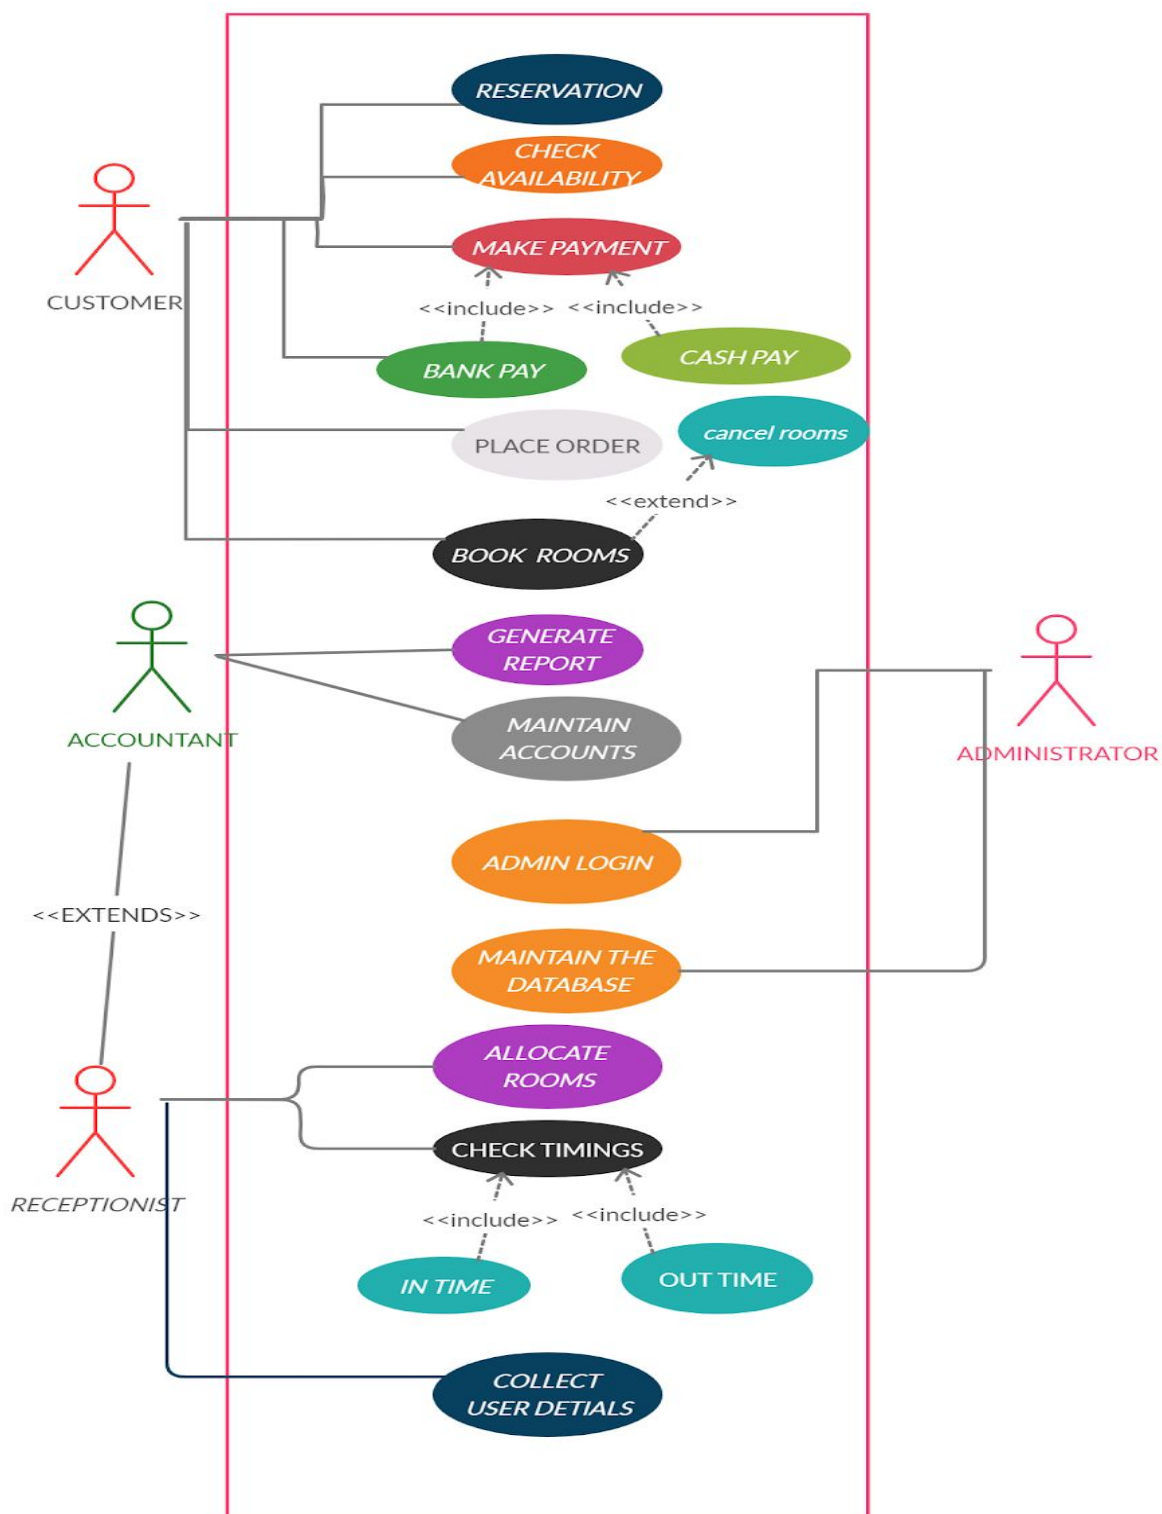 RESERVATION
CHECK
AVAILABILITY
MAKE PAYMENT
CUSTOMER
<<include>>
<<include>>
BANK PAY
CASH PAY
PLACE ORDER
cancel rooms
<<extend>>
BOOK ROOMS
GENERATE
REPORT
MAINTAIN
ACCOUNTS
ACCOUNTANT
ADMINISTRATOR
ADMIN LOGIN
<<EXTENDS>>
MAINTAIN THE
DATABASE
ALLOCATE
ROOMS
CHECK TIMINGS
RECEPTIONIST
<<include>>
<<include>>
IN TIME
OUT TIME
COLLECT
USER DETIALS